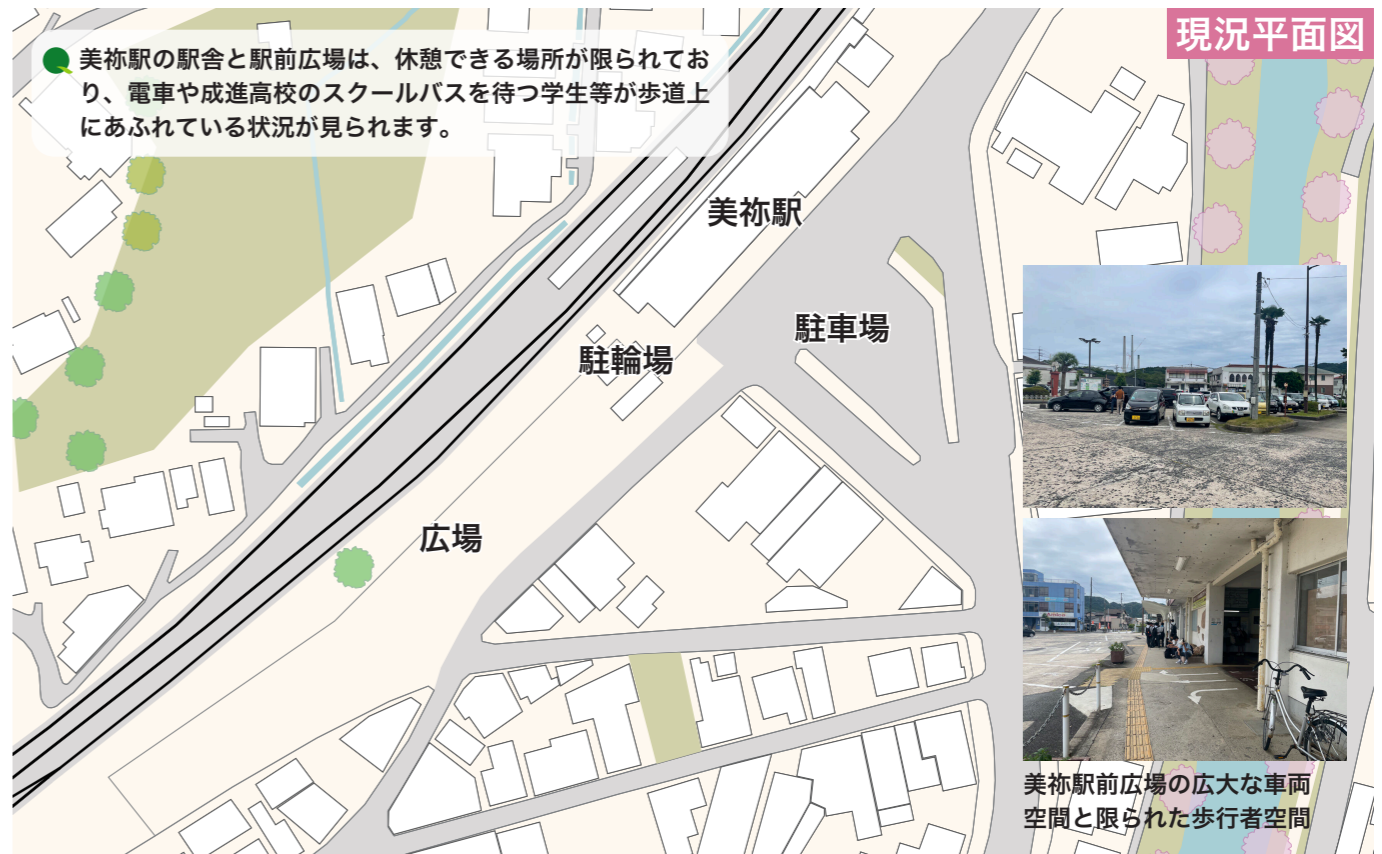 現況平面図
美祢駅の駅舎と駅前広場は、休憩できる場所が限られてお
り、電車や成進高校のスクールバスを待つ学生等が歩道上
にあふれている状況が見られます。
美祢駅
駐車場
駐輪場
広場
美祢駅前広場の広大な車両
空間と限られた歩行者空間